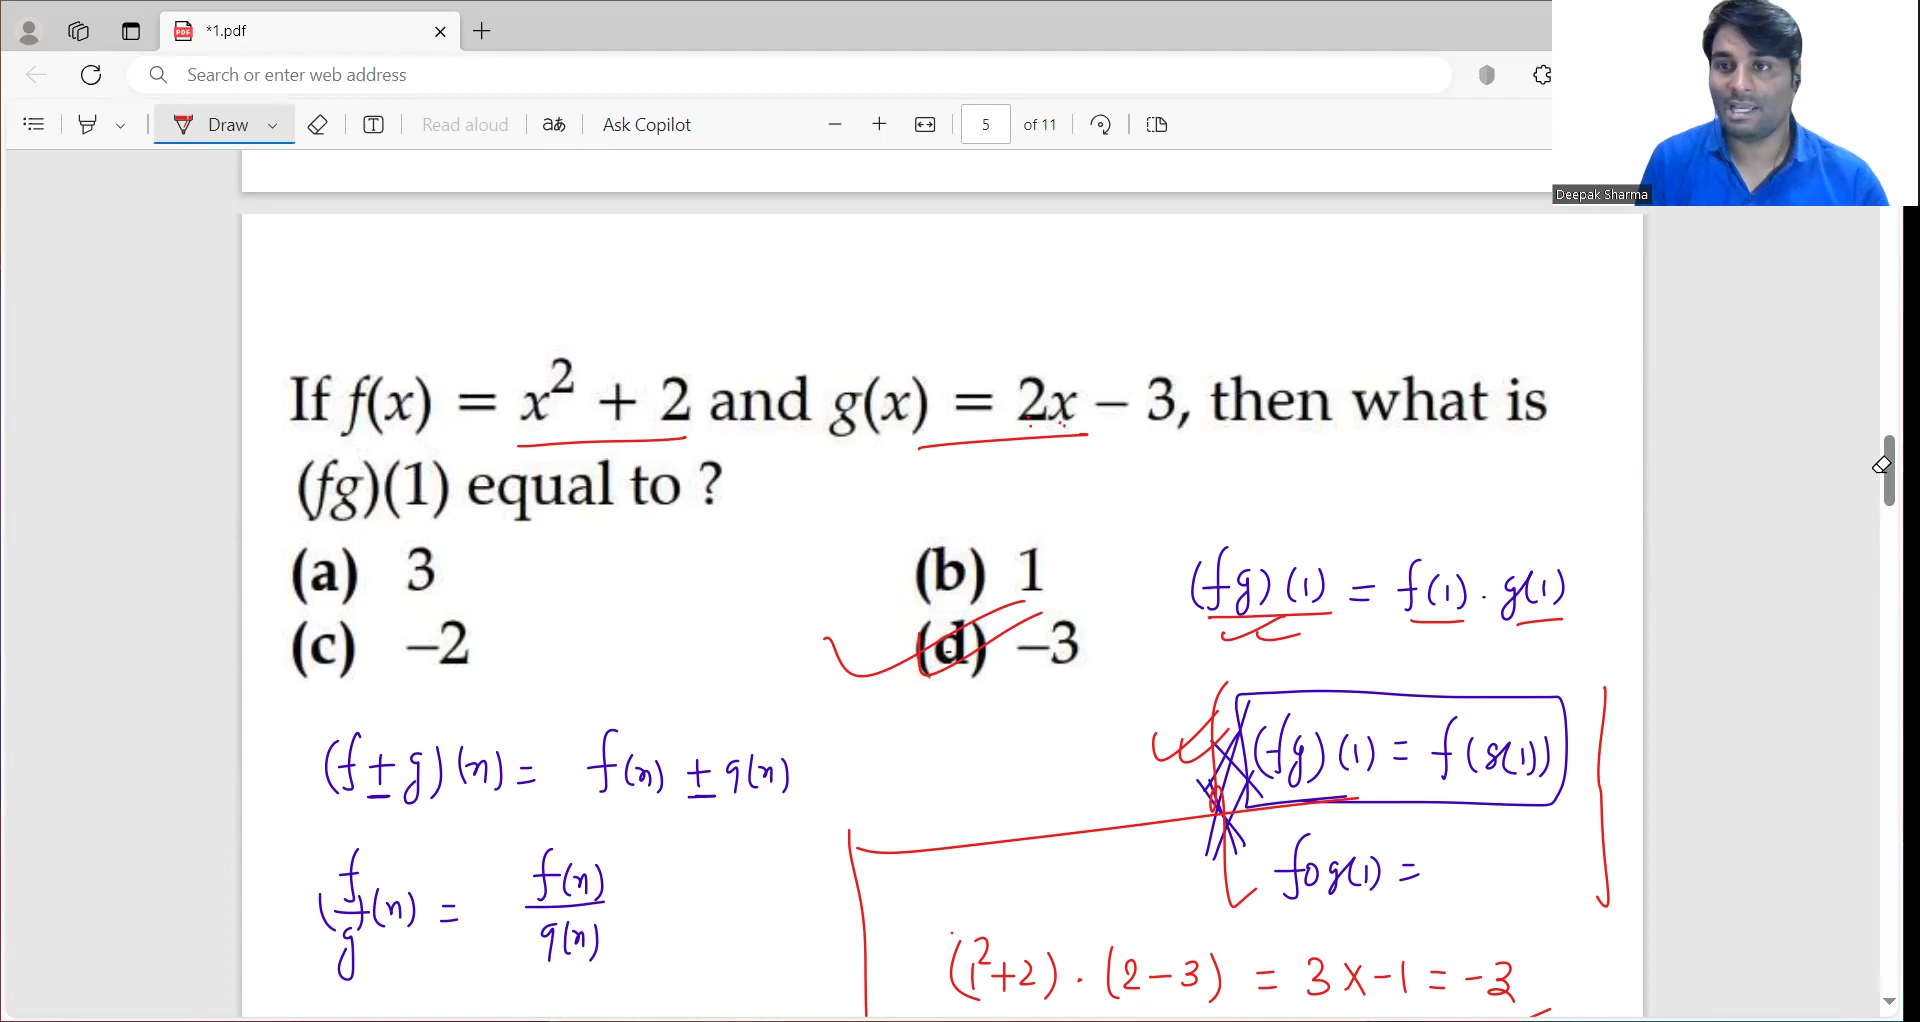 *1.pdf
Search or enter web address
Draw
Read aloud
aあ
Ask Copilot
5 of 11
Deepak Sharma
If f(x) = x² + 2 and g(x) = 2x – 3, then what is
(fg)(1) equal to ?
(a) 3
(b) 1
(c) –2
(d) –3
(fg)(1) = f(1) · g(1)
(fg)(1) = f(g(1))
fog(1) =
(f ± g)(n) = f(n) ± g(n)
(f/g)(n) = f(n)/g(n)
(1²+2) · (2–3) = 3 x –1 = –3